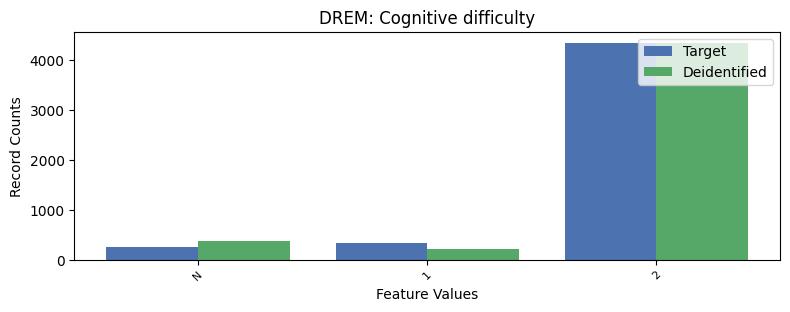 DREM: Cognitive difficulty
Target
Deidentified
Record Counts
4000
3000
2000
1000
0
N
1
2
Feature Values